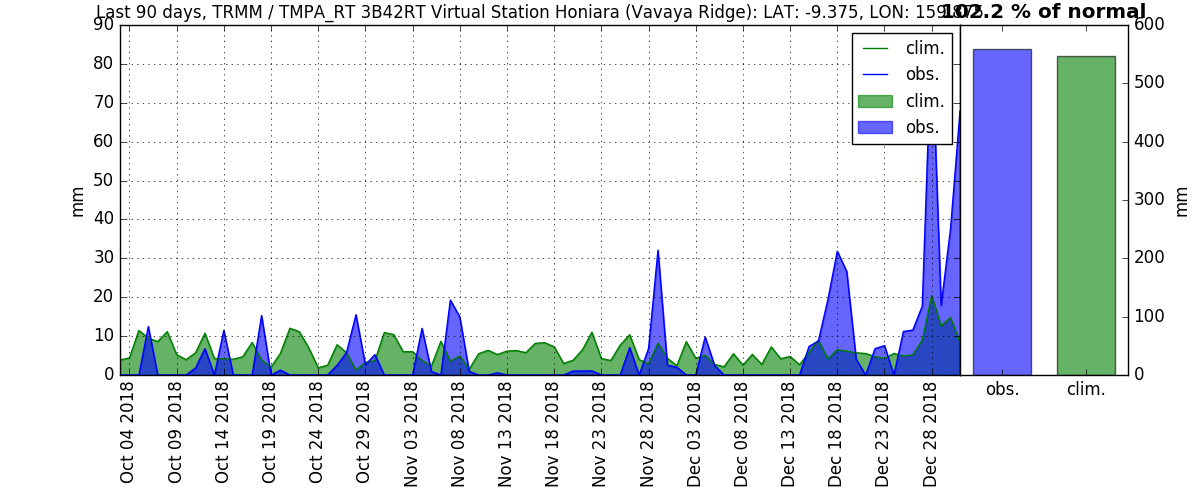 Last 90 days, TRMM / TMPA_RT 3B42RT Virtual Station Honiara (Vavaya Ridge): LAT: -9.375, LON:
102.2 % of normal
90
80
70
60
50
40
30
20
10
0
mm
clim.
obs.
clim.
obs.
600
500
400
300
200
100
0
mm
obs.
clim.
Oct 04 2018
Oct 09 2018
Oct 14 2018
Oct 19 2018
Oct 24 2018
Oct 29 2018
Nov 03 2018
Nov 08 2018
Nov 13 2018
Nov 18 2018
Nov 23 2018
Nov 28 2018
Dec 03 2018
Dec 08 2018
Dec 13 2018
Dec 18 2018
Dec 23 2018
Dec 28 2018